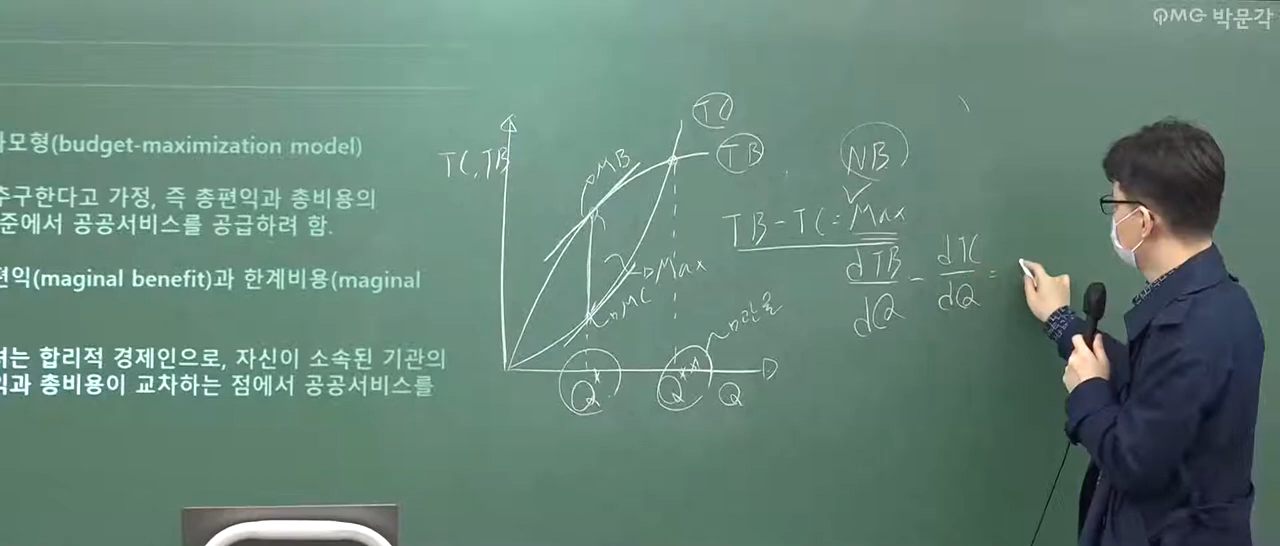 PMG 박문각
모형(budget-maximization model)
추구한다고 가정, 즉 총편익과 총비용의
준에서 공공서비스를 공급하려 함.
편익(maginal benefit)과 한계비용(maginal
는 합리적 경제인으로, 자신이 소속된 기관의
익과 총비용이 교차하는 점에서 공공서비스를
TC, TB
TC
TB
MB
Max
MC
Q*
Q**
관료
Q
NB
TB-TC=Max
dTB/dQ - dTC/dQ =